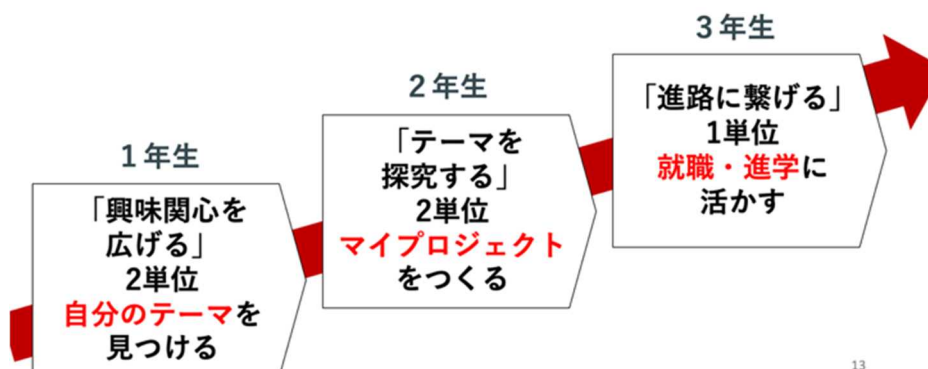 1年生
「興味関心を
広げる」
2単位
自分のテーマを
見つける
2年生
「テーマを
探究する」
2単位
マイプロジェクト
をつくる
3年生
「進路に繋げる」
1単位
就職・進学に
活かす
13